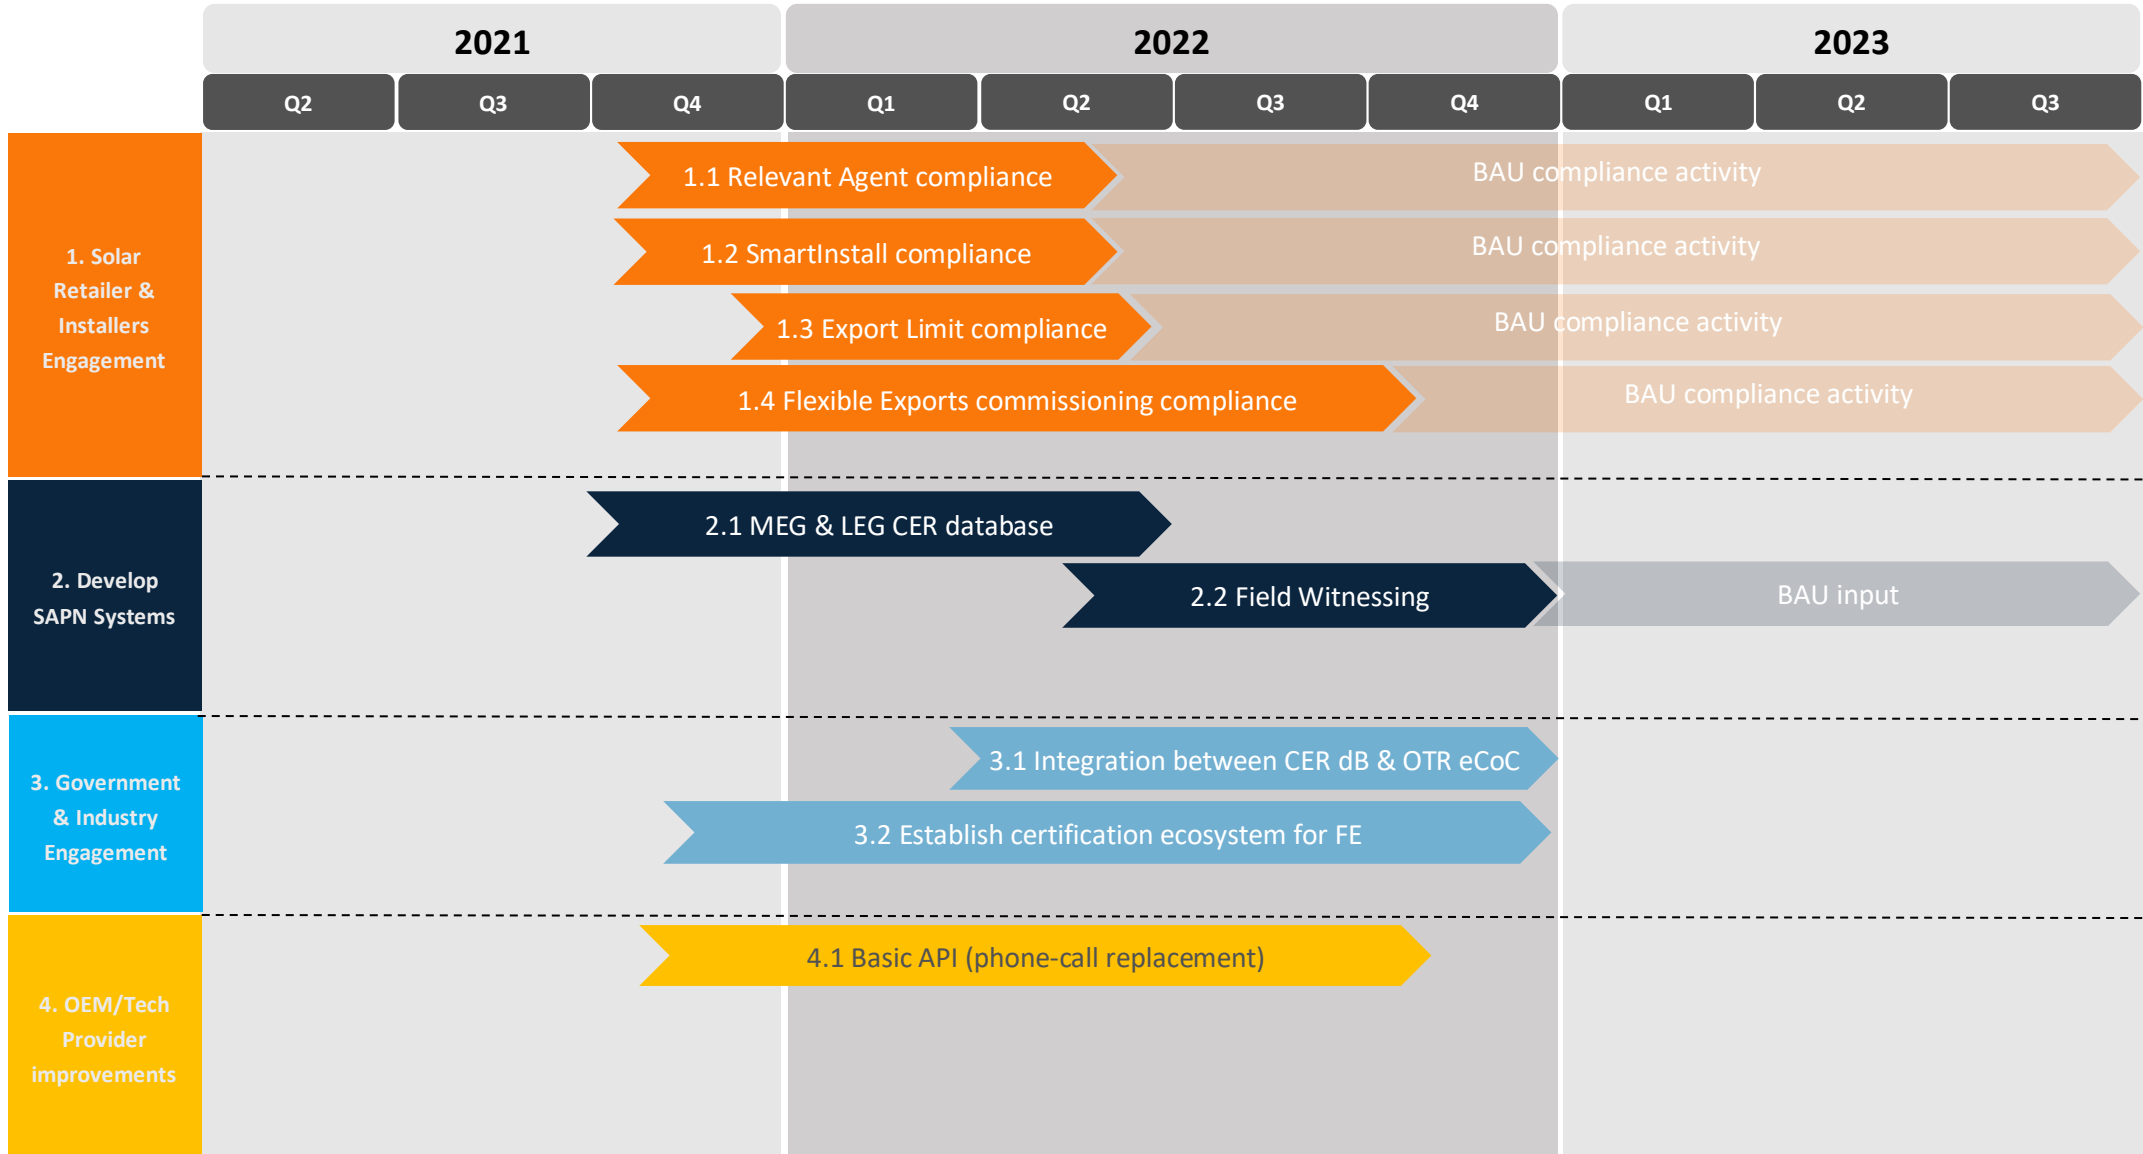 2021
2022
2023
Q2
Q3
Q4
Q1
Q2
Q3
Q4
Q1
Q2
Q3
1. Solar
Retailer &
Installers
Engagement
1.1 Relevant Agent compliance
BAU compliance activity
1.2 SmartInstall compliance
BAU compliance activity
1.3 Export Limit compliance
BAU compliance activity
1.4 Flexible Exports commissioning compliance
BAU compliance activity
2. Develop
SAPN Systems
2.1 MEG & LEG CER database
2.2 Field Witnessing
BAU input
3. Government
& Industry
Engagement
3.1 Integration between CER dB & OTR eCoC
3.2 Establish certification ecosystem for FE
4. OEM/Tech
Provider
improvements
4.1 Basic API (phone-call replacement)